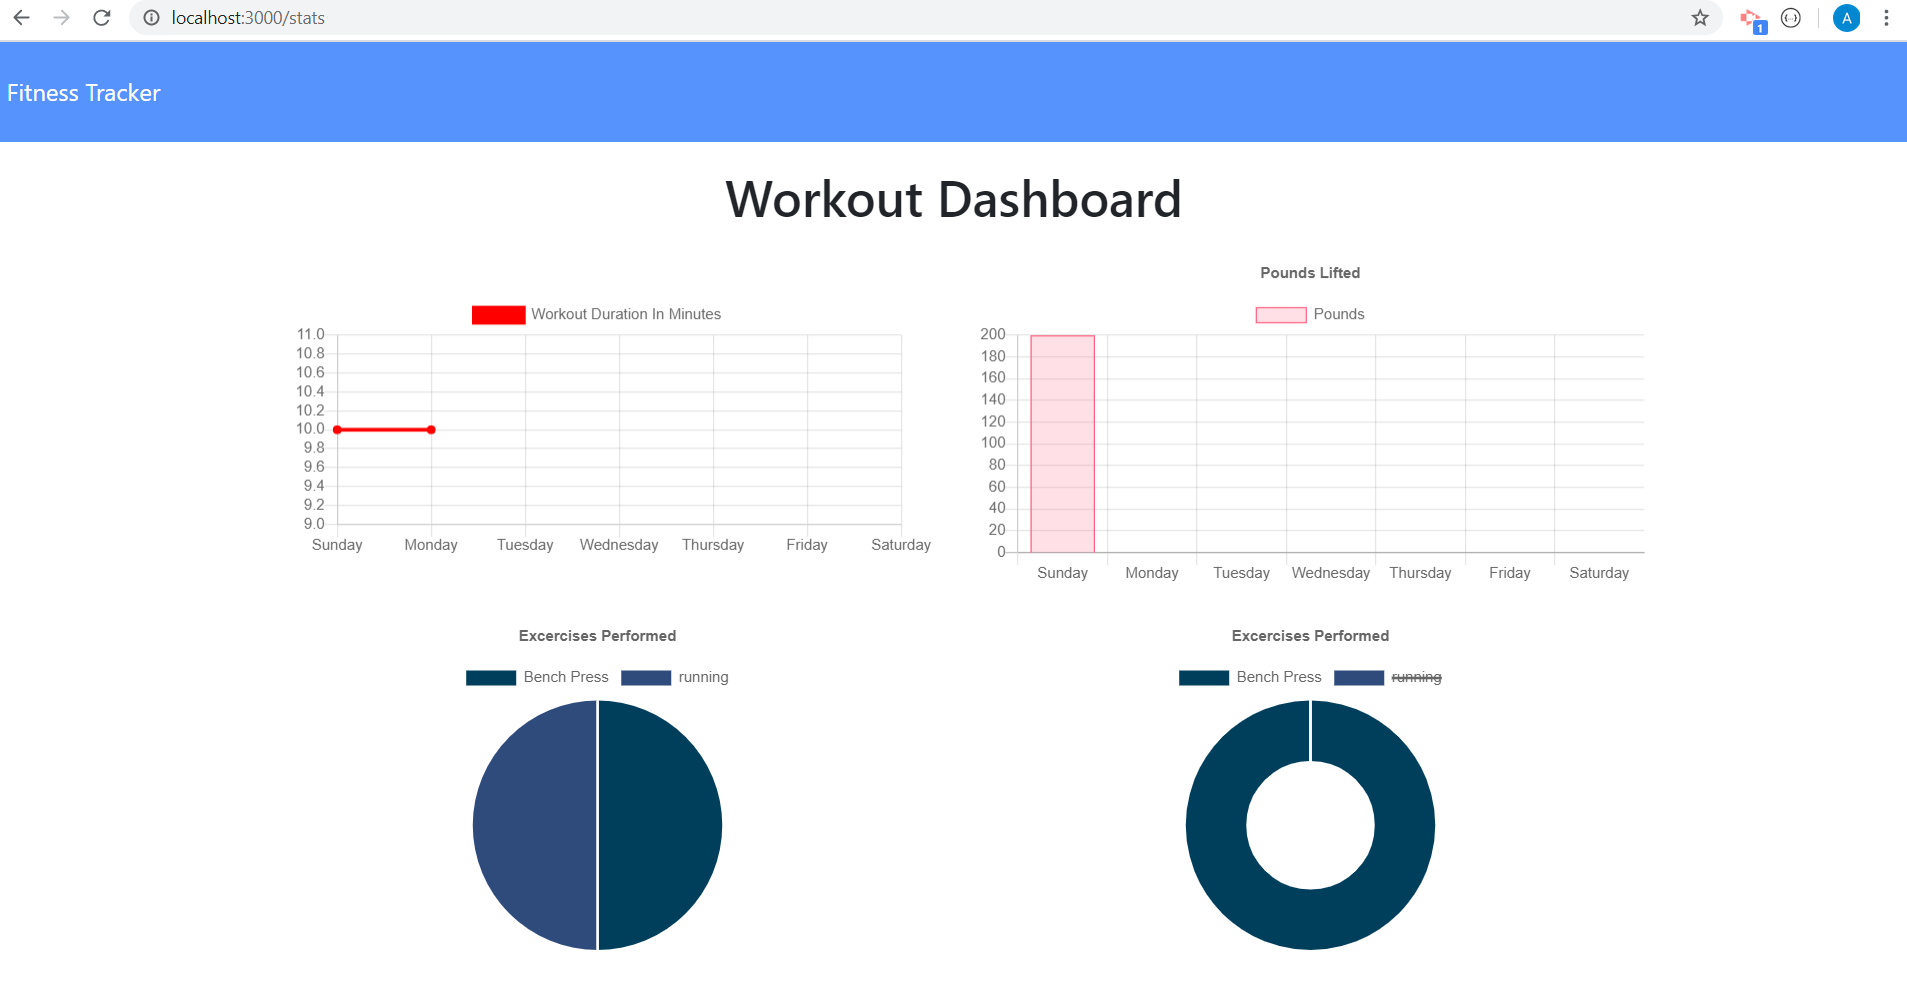 localhost:3000/stats
1
A
Fitness Tracker
Workout Dashboard
Workout Duration In Minutes
11.0
10.8
10.6
10.4
10.2
10.0
9.8
9.6
9.4
9.2
9.0
Sunday Monday Tuesday Wednesday Thursday Friday Saturday
Pounds Lifted
Pounds
200
180
160
140
120
100
80
60
40
20
0
Sunday Monday Tuesday Wednesday Thursday Friday Saturday
Excercises Performed
Bench Press running
Excercises Performed
Bench Press running